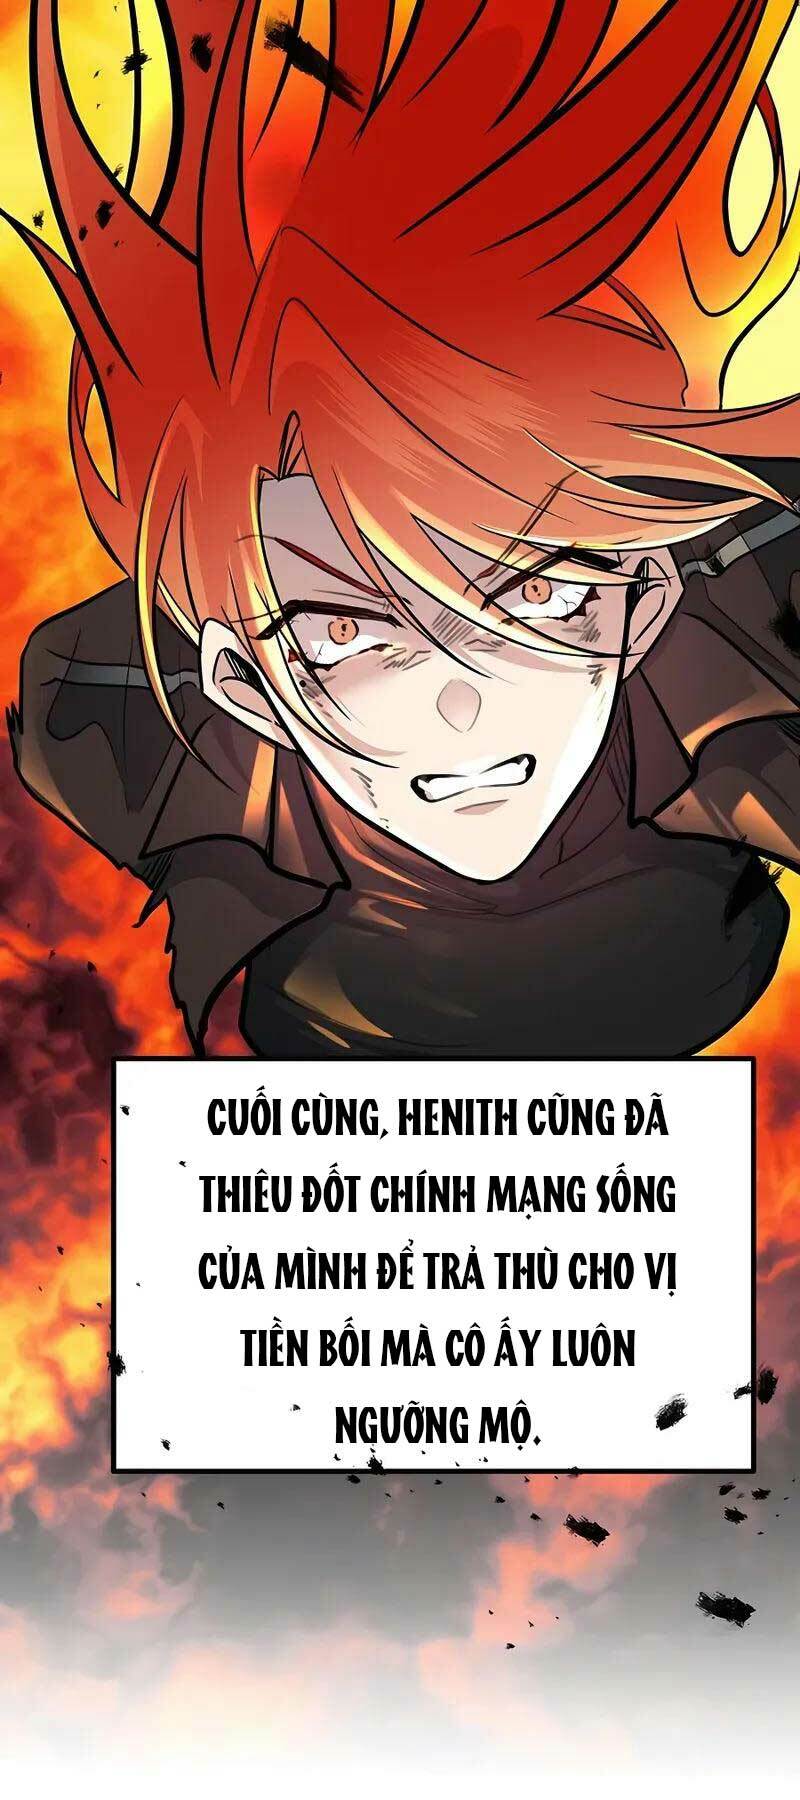 CUỐI CÙNG, HENITH CŨNG ĐÃ
THIÊU ĐỐT CHÍNH MẠNG SỐNG
CỦA MÌNH ĐỂ TRẢ THÙ CHO VỊ
TIỀN BỐI MÀ CÔ ẤY LUÔN
NGƯỠNG MỘ.